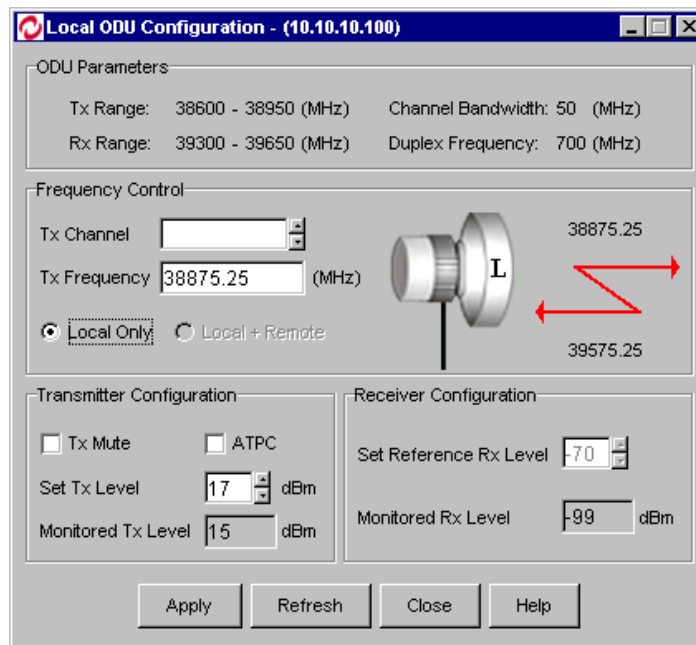 Local ODU Configuration - (10.10.10.100)
ODU Parameters
Tx Range: 38600 - 38950 (MHz) Channel Bandwidth: 50 (MHz)
Rx Range: 39300 - 39650 (MHz) Duplex Frequency: 700 (MHz)
Frequency Control
Tx Channel
Tx Frequency 38875.25 (MHz)
Local Only Local + Remote
L
38875.25
39575.25
Transmitter Configuration
Tx Mute ATPC
Set Tx Level 17 dBm
Monitored Tx Level 15 dBm
Receiver Configuration
Set Reference Rx Level -70
Monitored Rx Level -99 dBm
Apply Refresh Close Help